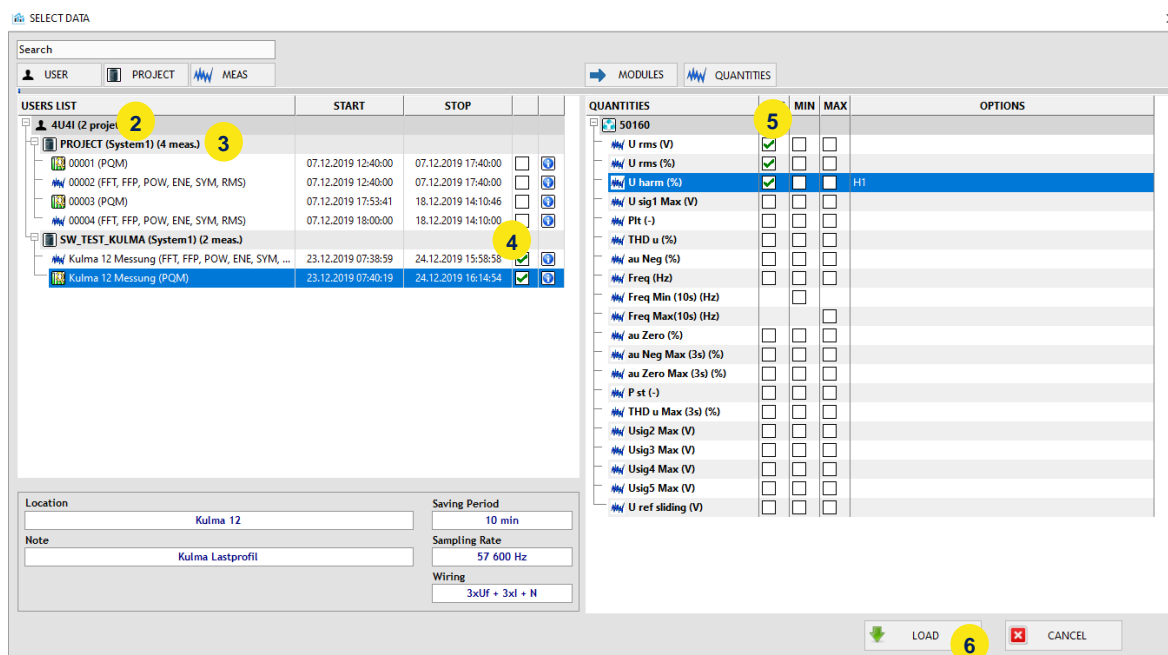 SELECT DATA
Search
USER PROJECT MEAS
MODULES QUANTITIES
USERS LIST START STOP
2
4U4I (2
3
PROJECT (System1) (4 meas.)
00001 (PQM) 07.12.2019 12:40:00 07.12.2019 17:40:00
00002 (FFT, FFP, POW, ENE, SYM, RMS) 07.12.2019 12:40:00 07.12.2019 17:40:00
00003 (PQM) 07.12.2019 17:53:41 18.12.2019 14:10:46
00004 (FFT, FFP, POW, ENE, SYM, RMS) 07.12.2019 18:00:00 18.12.2019 14:10:00
4
SW_TEST_KULMA (System1) (2 meas.)
Kulma 12 Messung (FFT, FFP, POW, ENE, SYM, ... 23.12.2019 07:38:59 24.12.2019 15:58:58
Kulma 12 Messung (PQM) 23.12.2019 07:40:19 24.12.2019 16:14:54
Location
Kulma 12
Note
Kulma Lastprofil
Saving Period
10 min
Sampling Rate
57 600 Hz
Wiring
3xUf + 3xI + N
QUANTITIES MIN MAX OPTIONS
5
50160
U rms (V)
U rms (%)
U harm (%) H1
U sig1 Max (V)
Plt (-)
THD u (%)
au Neg (%)
Freq (Hz)
Freq Min (10s) (Hz)
Freq Max(10s) (Hz)
au Zero (%)
au Neg Max (3s) (%)
au Zero Max (3s) (%)
P st (-)
THD u Max (3s) (%)
Usig2 Max (V)
Usig3 Max (V)
Usig4 Max (V)
Usig5 Max (V)
U ref sliding (V)
LOAD CANCEL
6